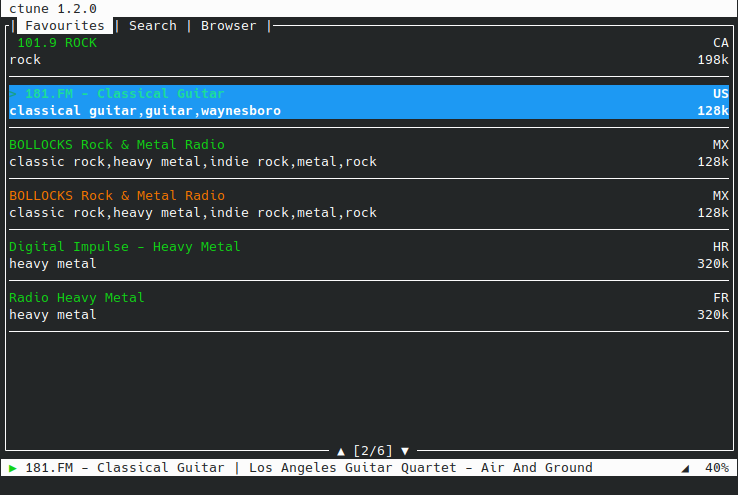 ctune 1.2.0
| Favourites | Search | Browser |
101.9 ROCK CA
rock 198k
181.FM – Classical Guitar US
classical guitar,guitar,waynesboro 128k
BOLLOCKS Rock & Metal Radio MX
classic rock,heavy metal,indie rock,metal,rock 128k
BOLLOCKS Rock & Metal Radio MX
classic rock,heavy metal,indie rock,metal,rock 128k
Digital Impulse – Heavy Metal HR
heavy metal 320k
Radio Heavy Metal FR
heavy metal 320k
▲ [2/6] ▼
▶ 181.FM – Classical Guitar | Los Angeles Guitar Quartet – Air And Ground ◢ 40%